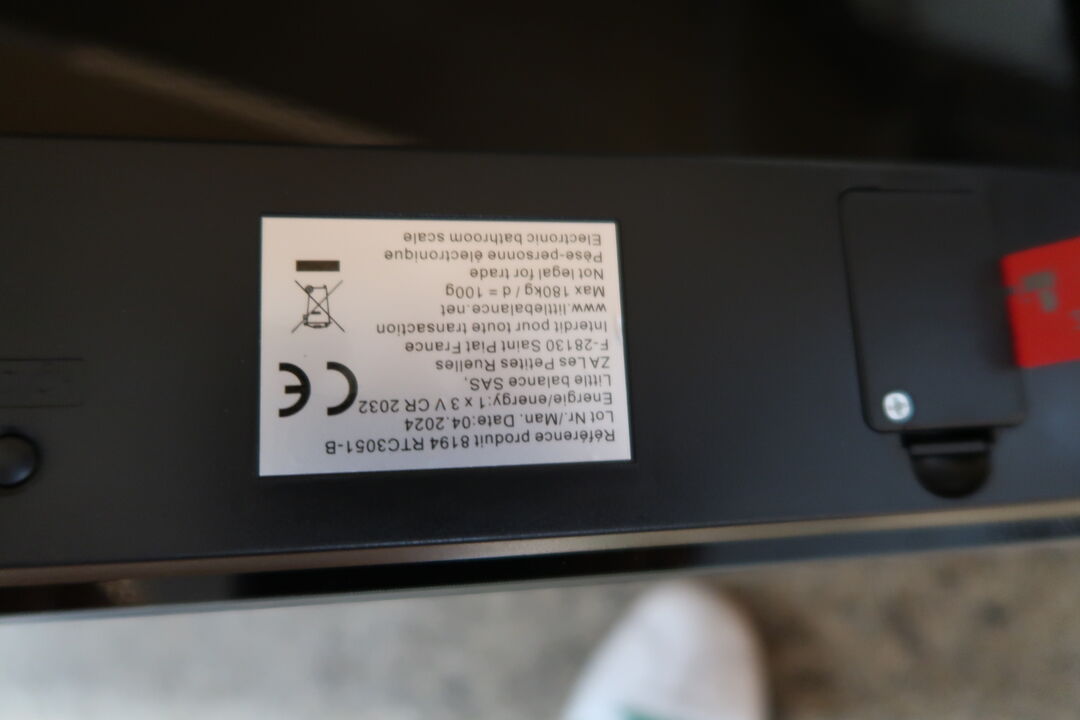 Référence produit 8194 RTC3051-B
Lot Nr./Man. Date:04.2024
Energie/energy: 1 x 3 V CR 2032
Little balance SAS.
ZA Les Petites Ruelles
F-28130 Saint Piat France
Interdit pour toute transaction
www.littlebalance.net
Max 180kg / d = 100g
Not legal for trade
Pèse-personne électronique
Electronic bathroom scale
CE